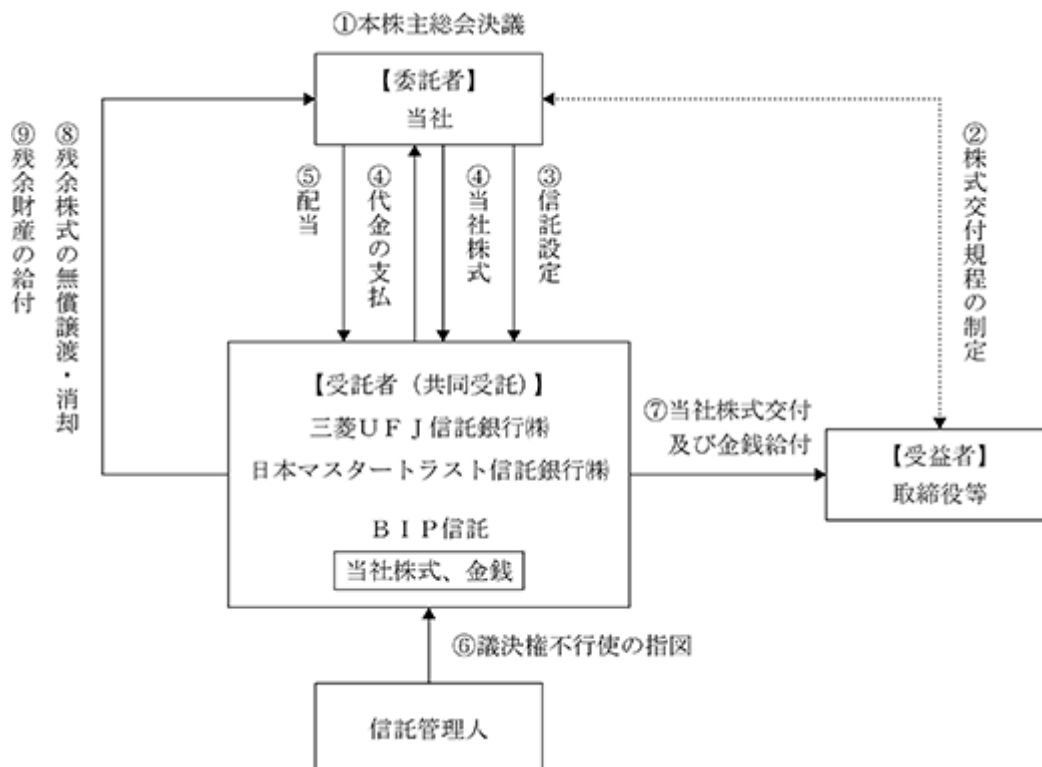 ①本株主総会決議
【委託者】
当社
⑨残余財産の給付
⑧残余株式の無償譲渡・消却
⑤配当
④代金の支払
④当社株式
③信託設定
②株式交付規程の制定
【受託者（共同受託）】
三菱ＵＦＪ信託銀行㈱
日本マスタートラスト信託銀行㈱
ＢＩＰ信託
当社株式、金銭
⑦当社株式交付
及び金銭給付
【受益者】
取締役等
⑥議決権不行使の指図
信託管理人